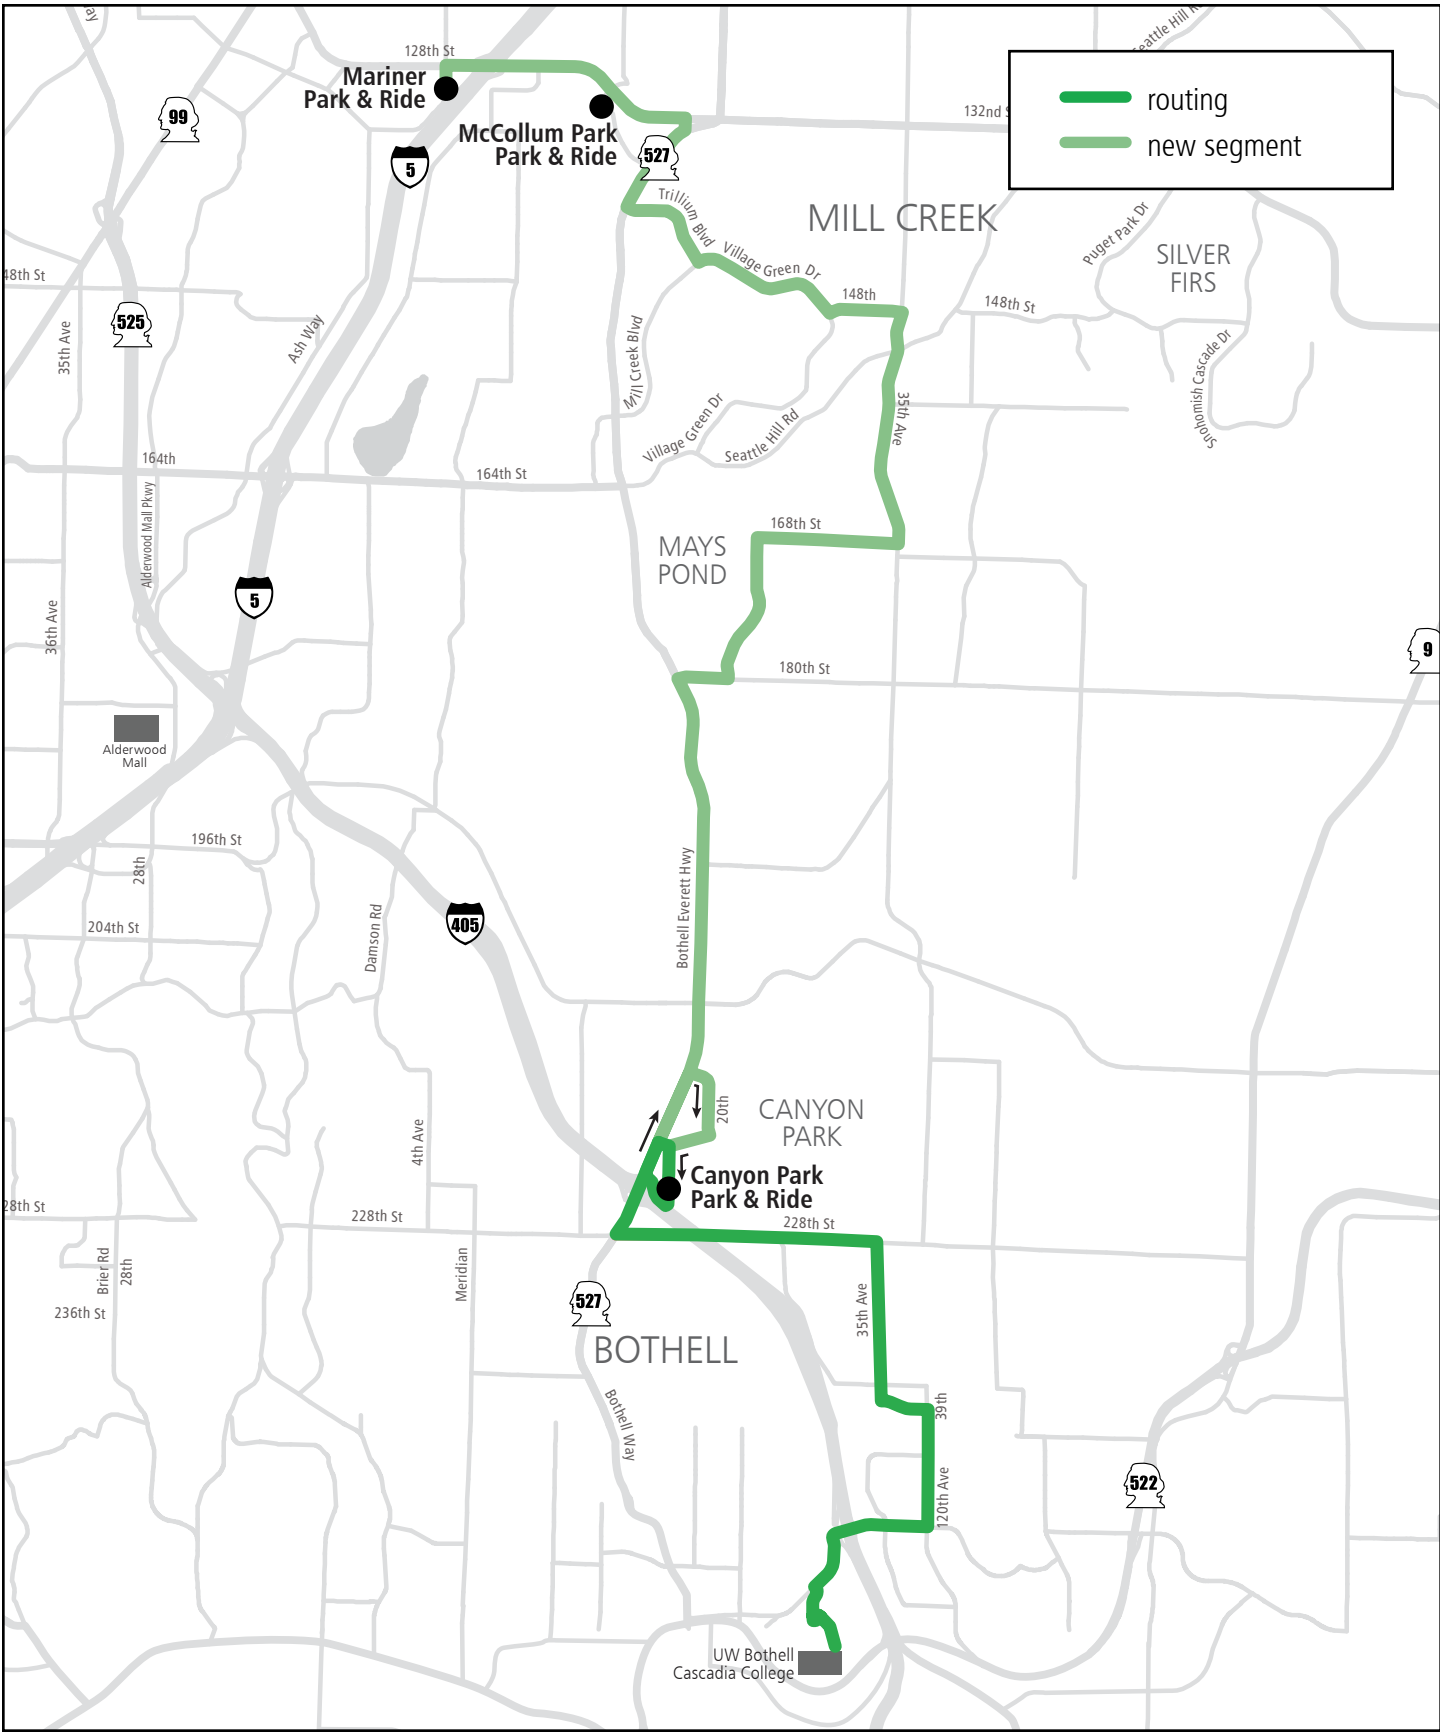 128th St
Mariner
Park & Ride
McCollum Park
Park & Ride
99
5
527
Seattle Hill R
132nd S
routing
new segment
MILL CREEK
Trillium Blvd
Village Green Dr
148th
148th St
Puget Park Dr
SILVER
FIRS
Snohomish Cascade Dr
48th St
525
35th Ave
Ash Way
Mill Creek Blvd
Village Green Dr
Seattle Hill Rd
35th Ave
164th
164th St
Alderwood Mall Pkwy
168th St
MAYS
POND
5
36th Ave
180th St
9
Alderwood
Mall
196th St
28th
204th St
Damson Rd
405
Bothell Everett Hwy
20th
CANYON
PARK
4th Ave
Canyon Park
Park & Ride
28th St
228th St
228th St
Brier Rd
28th
Meridian
236th St
527
35th Ave
BOTHELL
Bothell Way
39th
120th Ave
522
UW Bothell
Cascadia College